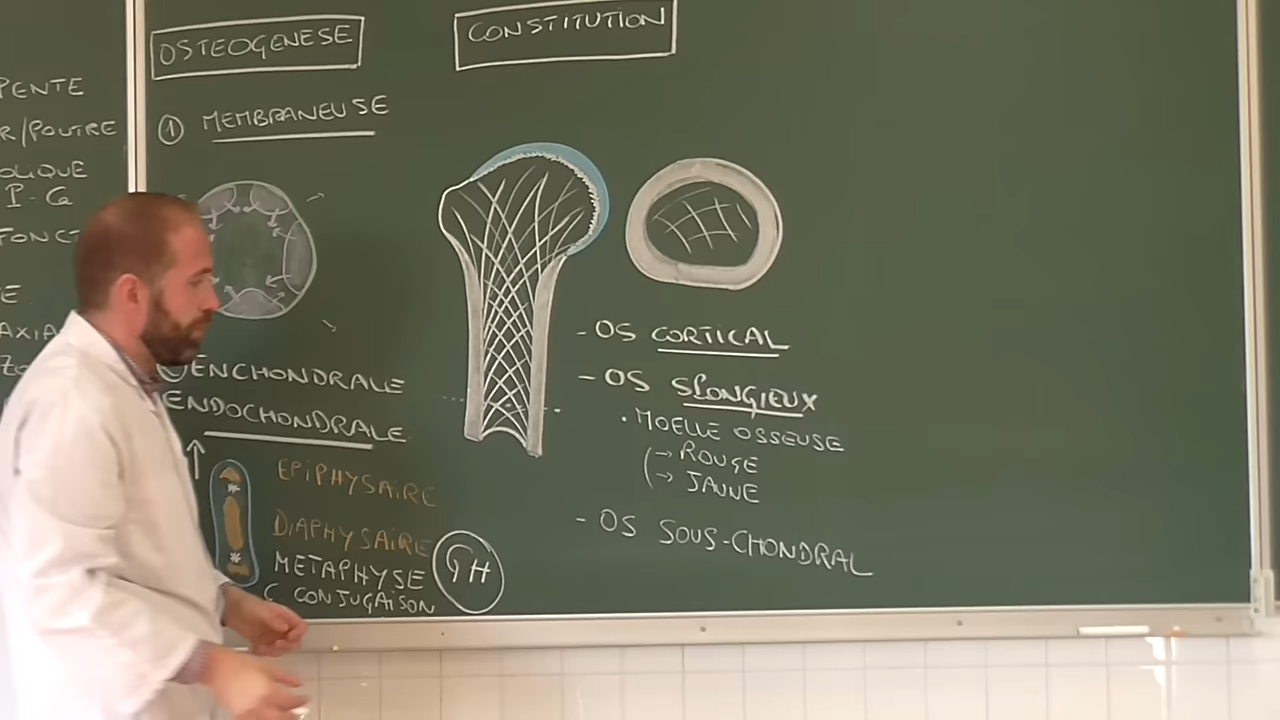 PENTE
R/POUTRE
OLIQUE
P-Ca
FONCT
E
AXIA
OSTEOGENESE
① MEMBRANEUSE
ENCHONDRALE
ENDOCHONDRALE
EPIPHYSAIRE
DIAPHYSAIRE
METAPHYSE
C CONJUGAISON
GH
CONSTITUTION
- OS CORTICAL
- OS SPONGIEUX
• MOELLE OSSEUSE
(→ ROUGE
(→ JAUNE
- OS SOUS-CHONDRAL